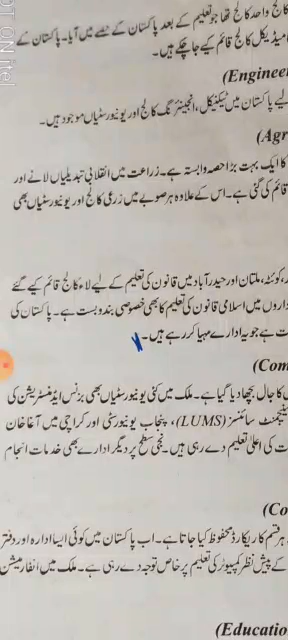 کالج واحد کالج تھا جو تعلیم کے بعد پاکستان کے حصے میں آیا۔ پاکستان کے
میڈیکل کالج قائم کیے جا چکے ہیں۔
(Engineer
لیے پاکستان میں ٹیکنیکل، انجینئرنگ کالج اور یونیورسٹیاں موجود ہیں۔
(Agr
کا ایک بہت بڑا حصہ وابستہ ہے۔ زراعت میں انقلابی تبدیلیاں لانے اور
قائم کی گئی ہے۔ اس کے علاوہ ہر صوبے میں زرعی کالج اور یونیورسٹیاں بھی
کوئٹہ، ملتان اور حیدرآباد میں قانون کی تعلیم کے لیے لاء کالج قائم کیے گئے
داروں میں اسلامی قانون کی تعلیم کا بھی خصوصی بندوبست ہے۔ پاکستان کی
ت ہے جو یہ ادارے مہیا کر رہے ہیں۔
(Com
کا جال بچھا دیا گیا ہے۔ ملک میں کئی یونیورسٹیاں بھی بزنس ایڈمنسٹریشن کی
مینجمنٹ سائنسز (LUMS)، پنجاب یونیورسٹی اور کراچی میں آغا خان
ت کی اعلیٰ تعلیم دے رہی ہیں۔ نجی سطح پر دیگر ادارے بھی خدمات انجام
(Co
ہر قسم کا ریکارڈ محفوظ کیا جاتا ہے۔ اب پاکستان میں کوئی ایسا ادارہ اور دفتر
کے پیش نظر کمپیوٹر کی تعلیم پر خاص توجہ دے رہی ہے۔ ملک میں انفارمیشن
(Educatio